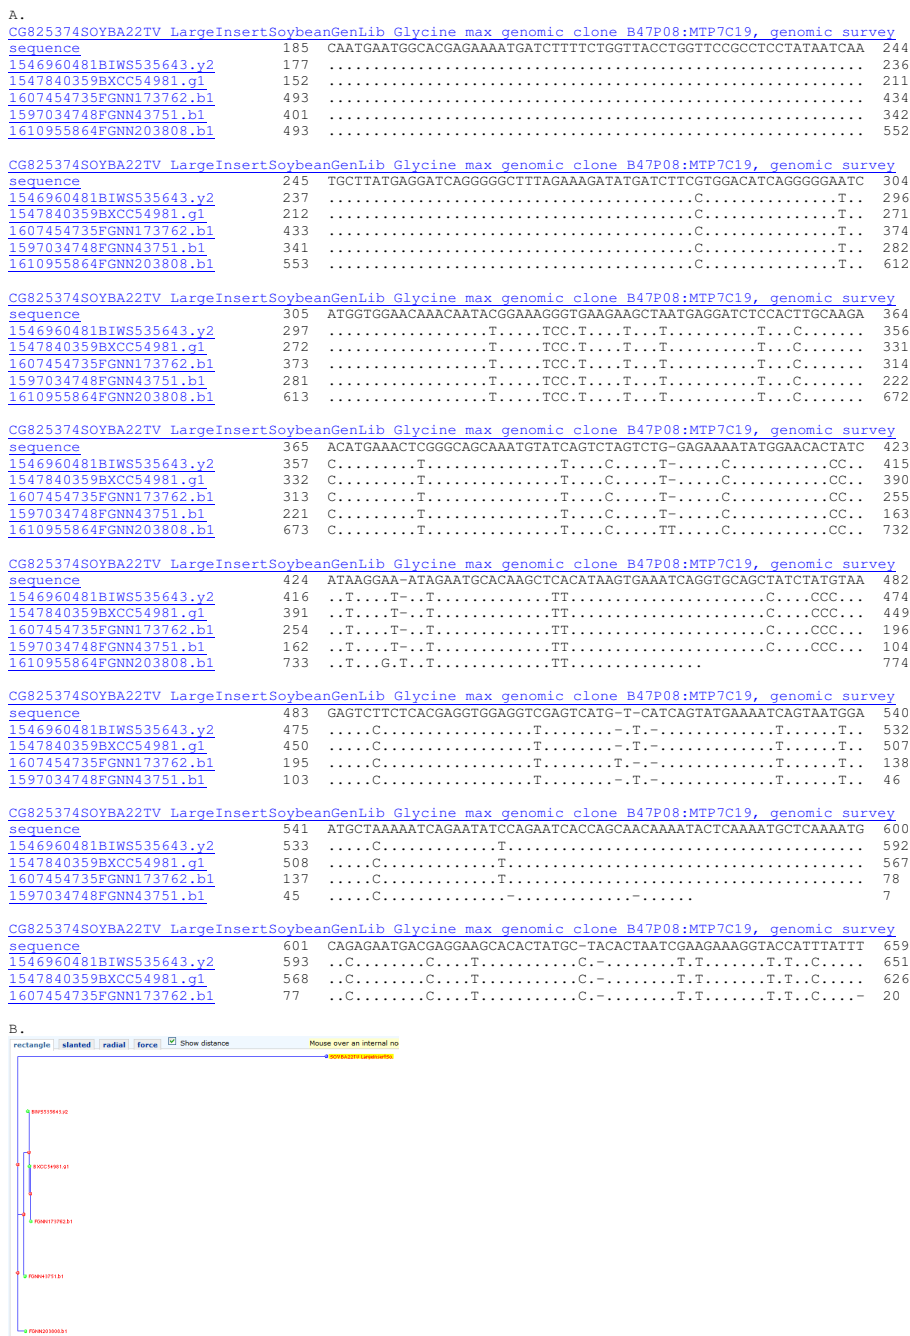 A.
CG825374SOYBA22TV LargeInsertSoybeanGenLib Glycine max genomic clone B47P08:MTP7C19, genomic survey
sequence 185 CAATGAATGGCACGAGAAAATGATCTTTTCTGGTTACCTGGTTCCGCCTCCTATAATCAA 244
1546960481BIWS535643.y2 177 ............................................................ 236
1547840359BXCC54981.g1 152 ............................................................ 211
1607454735FGNN173762.b1 493 ............................................................ 434
1597034748FGNN43751.b1 401 ............................................................ 342
1610955864FGNN203808.b1 493 ............................................................ 552
CG825374SOYBA22TV LargeInsertSoybeanGenLib Glycine max genomic clone B47P08:MTP7C19, genomic survey
sequence 245 TGCTTATGAGGATCAGGGGGCTTTAGAAAGATATGATCTTCGTGGACATCAGGGGGAATC 304
1546960481BIWS535643.y2 237 .........................................C...............T.. 296
1547840359BXCC54981.g1 212 .........................................C...............T.. 271
1607454735FGNN173762.b1 433 .........................................C...............T.. 374
1597034748FGNN43751.b1 341 .........................................................T.. 282
1610955864FGNN203808.b1 553 .........................................C...............T.. 612
CG825374SOYBA22TV LargeInsertSoybeanGenLib Glycine max genomic clone B47P08:MTP7C19, genomic survey
sequence 305 ATGGTGGAACAAACAATACGGAAAGGGTGAAGAAGCTAATGAGGATCTCCACTTGCAAGA 364
1546960481BIWS535643.y2 297 ..................T.....TCC.T....T...T..........T...C....... 356
1547840359BXCC54981.g1 272 ..................T.....TCC.T....T...T..........T...C....... 331
1607454735FGNN173762.b1 373 ..................T.....TCC.T....T...T..........T...C....... 314
1597034748FGNN43751.b1 281 ..................T.....TCC.T....T...T..........T...C....... 222
1610955864FGNN203808.b1 613 ..................T.....TCC.T....T...T..........T...C....... 672
CG825374SOYBA22TV LargeInsertSoybeanGenLib Glycine max genomic clone B47P08:MTP7C19, genomic survey
sequence 365 ACATGAAACTCGGGCAGCAAATGTATCAGTCTAGTCTG-GAGAAAATATGGAACACTATC 423
1546960481BIWS535643.y2 357 C.........T...............T....C.....T-.....C...........CC.. 415
1547840359BXCC54981.g1 332 C.........T...............T....C.....T-.....C...........CC.. 390
1607454735FGNN173762.b1 313 C.........T...............T....C.....T-.....C...........CC.. 255
1597034748FGNN43751.b1 221 C.........T...............T....C.....T-.....C...........CC.. 163
1610955864FGNN203808.b1 673 C.........T...............T....C.....TT.....C...........CC.. 732
CG825374SOYBA22TV LargeInsertSoybeanGenLib Glycine max genomic clone B47P08:MTP7C19, genomic survey
sequence 424 ATAAGGAA-ATAGAATGCACAAGCTCACATAAGTGAAATCAGGTGCAGCTATCTATGTAA 482
1546960481BIWS535643.y2 416 ..T....T-..T.............TT......................C....CCC... 474
1547840359BXCC54981.g1 391 ..T....T-..T.............TT......................C....CCC... 449
1607454735FGNN173762.b1 254 ..T....T-..T.............TT......................C....CCC... 196
1597034748FGNN43751.b1 162 ..T....T-..T.............TT......................C....CCC... 104
1610955864FGNN203808.b1 733 ..T...G.T..T.............TT............... 774
CG825374SOYBA22TV LargeInsertSoybeanGenLib Glycine max genomic clone B47P08:MTP7C19, genomic survey
sequence 483 GAGTCTTCTCACGAGGTGGAGGTCGAGTCATG-T-CATCAGTATGAAAATCAGTAATGGA 540
1546960481BIWS535643.y2 475 .....C.................T........-.T.-.............T......T.. 532
1547840359BXCC54981.g1 450 .....C.................T........-.T.-.............T......T.. 507
1607454735FGNN173762.b1 195 .....C.................T........T.-.-.............T......T.. 138
1597034748FGNN43751.b1 103 .....C.................T........-.T.-.............T......T.. 46
CG825374SOYBA22TV LargeInsertSoybeanGenLib Glycine max genomic clone B47P08:MTP7C19, genomic survey
sequence 541 ATGCTAAAAATCAGAATATCCAGAATCACCAGCAACAAAATACTCAAAATGCTCAAAATG 600
1546960481BIWS535643.y2 533 .....C.............T........................................ 592
1547840359BXCC54981.g1 508 .....C.............T........................................ 567
1607454735FGNN173762.b1 137 .....C.............T........................................ 78
1597034748FGNN43751.b1 45 .....C..............-.............-...... 7
CG825374SOYBA22TV LargeInsertSoybeanGenLib Glycine max genomic clone B47P08:MTP7C19, genomic survey
sequence 601 CAGAGAATGACGAGGAAGCACACTATGC-TACACTAATCGAAGAAAGGTACCATTTATTT 659
1546960481BIWS535643.y2 593 ..C........C....T...........C.-........T.T.......T.T..C..... 651
1547840359BXCC54981.g1 568 ..C........C....T...........C.-........T.T.......T.T..C..... 626
1607454735FGNN173762.b1 77 ..C........C....T...........C.-........T.T.......T.T..C....- 20
B.
rectangle slanted radial force Show distance Mouse over an internal no
SOYBA22TV LargeInsertSo
BIWS535643.y2
BXCC54981.g1
FGNN173762.b1
FGNN43751.b1
FGNN203808.b1